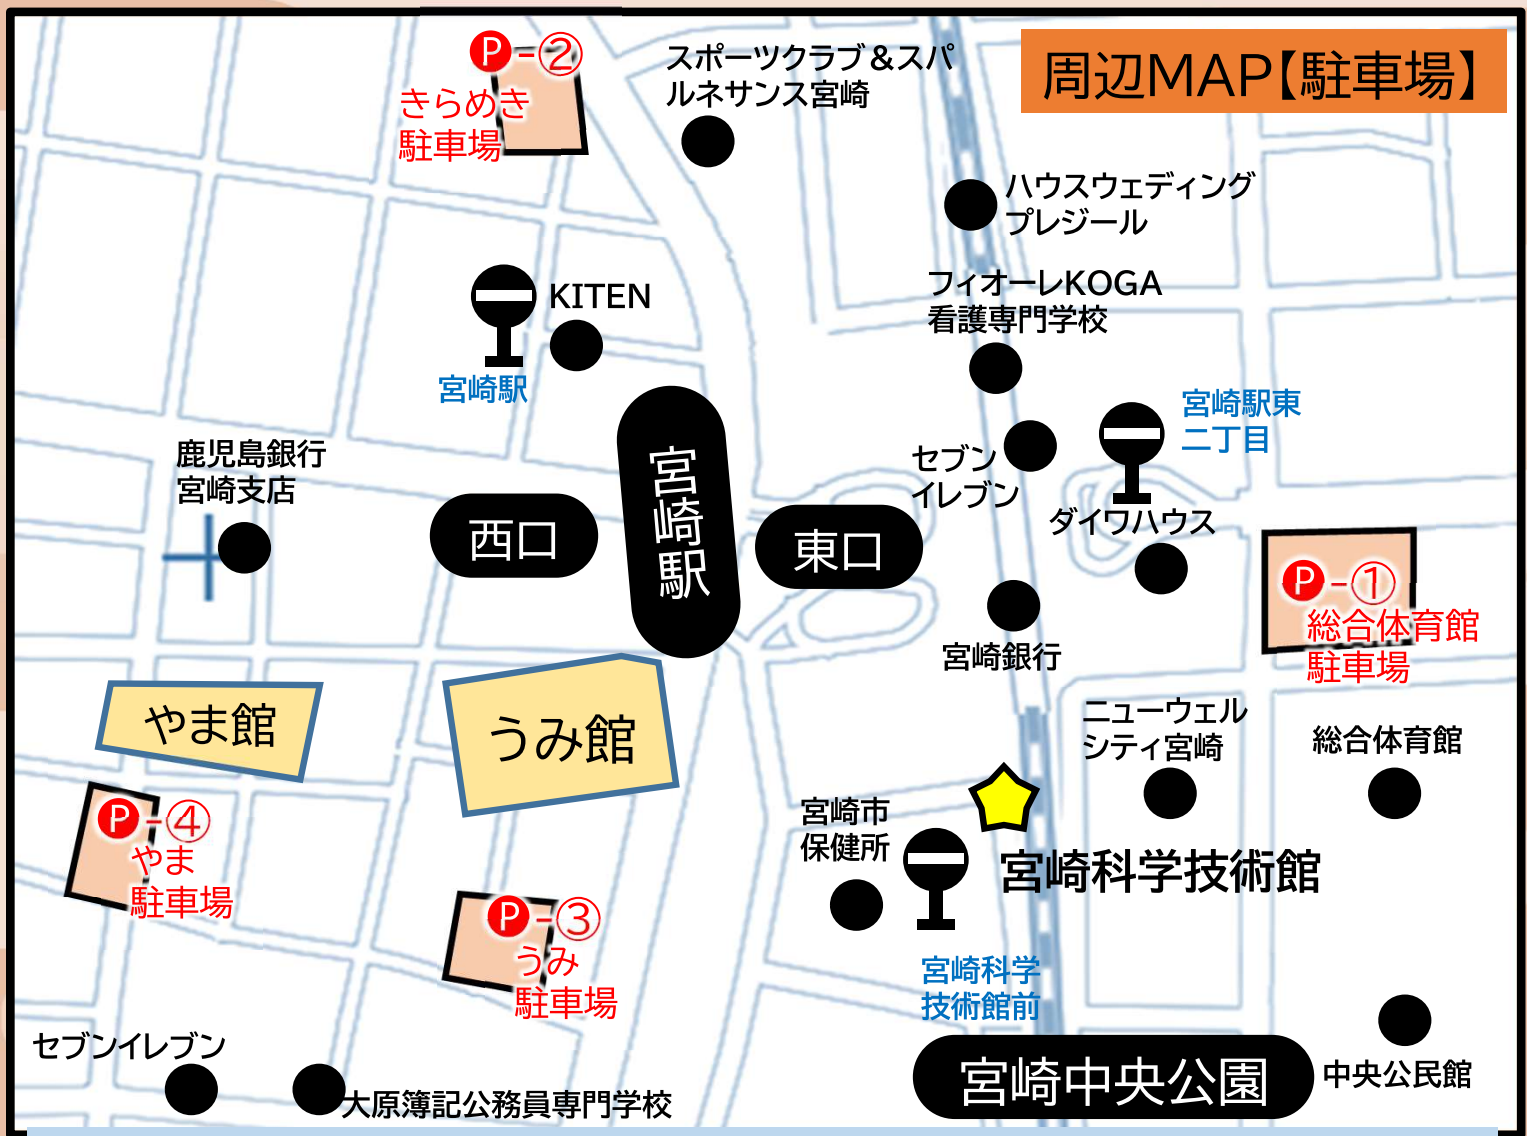 周辺MAP【駐車場】
P-②
きらめき
駐車場
スポーツクラブ&スパ
ルネサンス宮崎
ハウスウェディング
プレジール
KITEN
宮崎駅
フィオーレKOGA
看護専門学校
宮崎駅東
二丁目
セブン
イレブン
鹿児島銀行
宮崎支店
宮崎駅
西口
東口
ダイワハウス
P-①
総合体育館
駐車場
宮崎銀行
やま館
うみ館
ニューウェル
シティ宮崎
総合体育館
P-④
やま
駐車場
宮崎市
保健所
宮崎科学技術館
P-③
うみ
駐車場
宮崎科学
技術館前
セブンイレブン
大原簿記公務員専門学校
宮崎中央公園
中央公民館